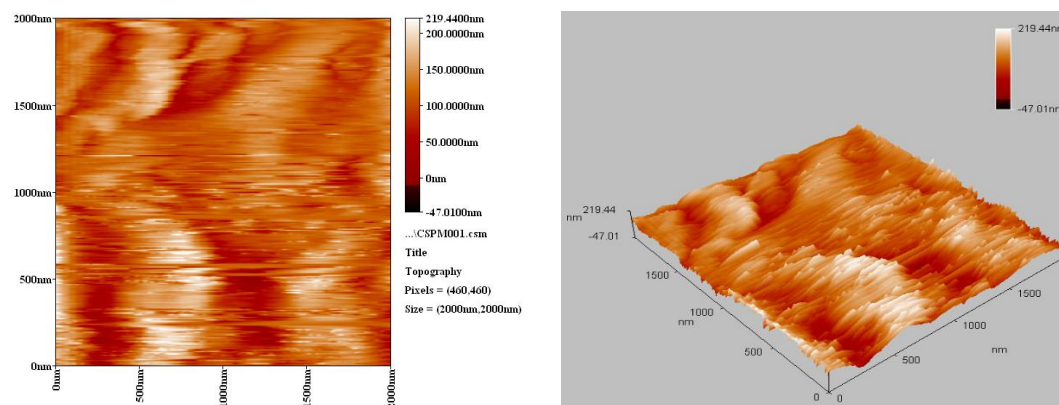 2000nm
1500nm
1000nm
500nm
0nm
0nm
500nm
1000nm
1500nm
2000nm
219.4400nm
200.0000nm
150.0000nm
100.0000nm
50.0000nm
0nm
-47.0100nm
...\CSPM001.csm
Title
Topography
Pixels = (460,460)
Size = (2000nm,2000nm)
219.44nm
-47.01nm
219.44
nm
-47.01
1500
1000
nm
500
0
0
500
1000
nm
1500